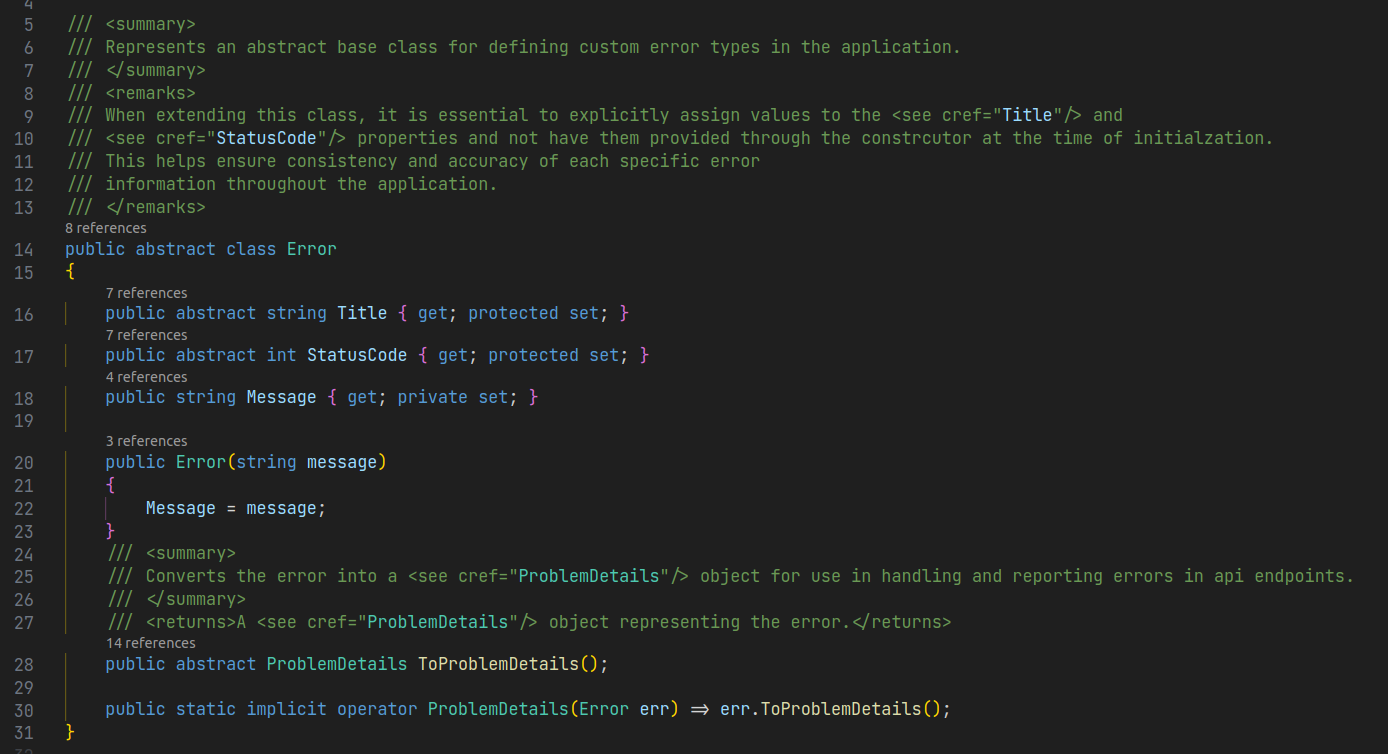 4
5 /// <summary>
6 /// Represents an abstract base class for defining custom error types in the application.
7 /// </summary>
8 /// <remarks>
9 /// When extending this class, it is essential to explicitly assign values to the <see cref="Title"/> and
10 /// <see cref="StatusCode"/> properties and not have them provided through the constrcutor at the time of initialzation.
11 /// This helps ensure consistency and accuracy of each specific error
12 /// information throughout the application.
13 /// </remarks>
8 references
14 public abstract class Error
15 {
7 references
16 public abstract string Title { get; protected set; }
7 references
17 public abstract int StatusCode { get; protected set; }
4 references
18 public string Message { get; private set; }
19
3 references
20 public Error(string message)
21 {
22 Message = message;
23 }
24 /// <summary>
25 /// Converts the error into a <see cref="ProblemDetails"/> object for use in handling and reporting errors in api endpoints.
26 /// </summary>
27 /// <returns>A <see cref="ProblemDetails"/> object representing the error.</returns>
14 references
28 public abstract ProblemDetails ToProblemDetails();
29
30 public static implicit operator ProblemDetails(Error err) => err.ToProblemDetails();
31 }
32